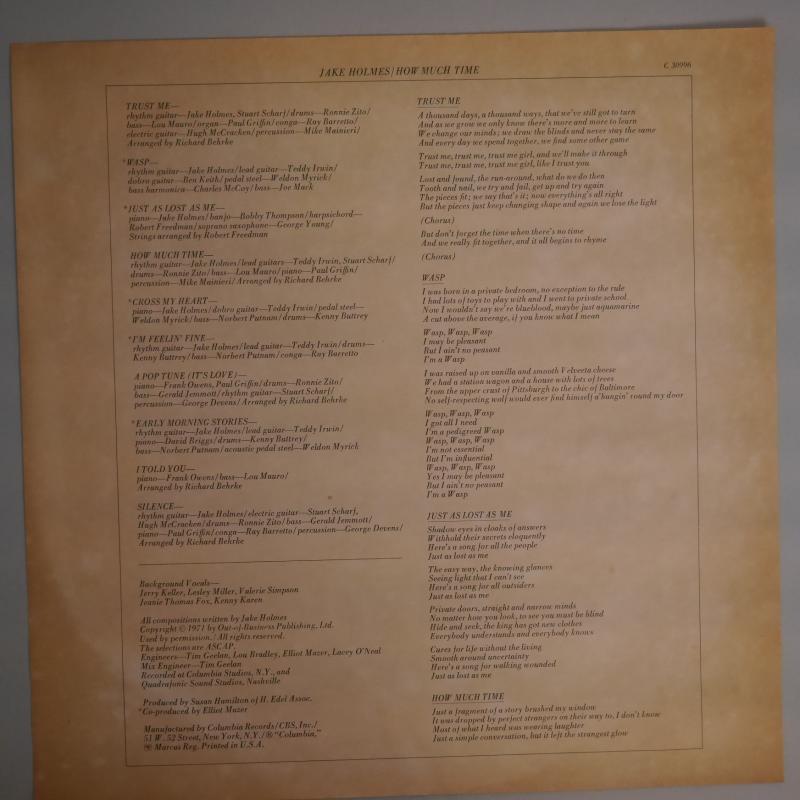 JAKE HOLMES/HOW MUCH TIME
C 30996
TRUST ME—
rhythm guitar—Jake Holmes, Stuart Scharf/drums—Ronnie Zito/
bass—Lou Mauro/organ—Paul Griffin/conga—Ray Barretto/
electric guitar—Hugh McCracken/percussion—Mike Mainieri/
Arranged by Richard Behrke
*WASP—
rhythm guitar—Jake Holmes/lead guitar—Teddy Irwin/
dobro guitar—Ben Keith/pedal steel—Weldon Myrick/
bass harmonica—Charles McCoy/bass—Joe Mack
*JUST AS LOST AS ME—
piano—Jake Holmes/banjo—Bobby Thompson/harpsichord—
Robert Freedman/soprano saxophone—George Young/
Strings arranged by Robert Freedman
HOW MUCH TIME—
rhythm guitar—Jake Holmes/lead guitars—Teddy Irwin, Stuart Scharf/
drums—Ronnie Zito/bass—Lou Mauro/piano—Paul Griffin/
percussion—Mike Mainieri/Arranged by Richard Behrke
*CROSS MY HEART—
piano—Jake Holmes/dobro guitar—Teddy Irwin/pedal steel—
Weldon Myrick/bass—Norbert Putnam/drums—Kenny Buttrey
*I'M FEELIN' FINE—
rhythm guitar—Jake Holmes/lead guitar—Teddy Irwin/drums—
Kenny Buttrey/bass—Norbert Putnam/conga—Ray Barretto
A POP TUNE (IT'S LOVE)—
piano—Frank Owens, Paul Griffin/drums—Ronnie Zito/
bass—Gerald Jemmott/rhythm guitar—Stuart Scharf/
percussion—George Devens/Arranged by Richard Behrke
*EARLY MORNING STORIES—
rhythm guitar—Jake Holmes/lead guitar—Teddy Irwin/
piano—David Briggs/drums—Kenny Buttrey/
bass—Norbert Putnam/acoustic pedal steel—Weldon Myrick
I TOLD YOU—
piano—Frank Owens/bass—Lou Mauro/
Arranged by Richard Behrke
SILENCE—
rhythm guitar—Jake Holmes/electric guitar—Stuart Scharf,
Hugh McCracken/drums—Ronnie Zito/bass—Gerald Jemmott/
piano—Paul Griffin/conga—Ray Barretto/percussion—George Devens/
Arranged by Richard Behrke
Background Vocals—
Jerry Keller, Lesley Miller, Valerie Simpson
Jeanie Thomas Fox, Kenny Karen
All compositions written by Jake Holmes
Copyright © 1971 by Out-of-Business Publishing, Ltd.
Used by permission./All rights reserved.
The selections are ASCAP.
Engineers—Tim Geelan, Lou Bradley, Elliot Mazer, Lacey O'Neal
Mix Engineer—Tim Geelan
Recorded at Columbia Studios, N.Y., and
Quadrafonic Sound Studios, Nashville
Produced by Susan Hamilton of H. Edel Assoc.
*Co-produced by Elliot Mazer
Manufactured by Columbia Records/CBS, Inc./
51 W. 52 Street, New York, N.Y./® "Columbia,"
® Marcas Reg. Printed in U.S.A.
TRUST ME
A thousand days, a thousand ways, that we've still got to turn
And as we grow we only know there's more and more to learn
We change our minds; we draw the blinds and never stay the same
And every day we spend together, we find some other game
Trust me, trust me, trust me girl, and we'll make it through
Trust me, trust me, trust me girl, like I trust you
Lost and found, the run-around, what do we do then
Tooth and nail, we try and fail, get up and try again
The pieces fit; we say that's it; now everything's all right
But the pieces just keep changing shape and again we lose the light
(Chorus)
But don't forget the time when there's no time
And we really fit together, and it all begins to rhyme
(Chorus)
WASP
I was born in a private bedroom, no exception to the rule
I had lots of toys to play with and I went to private school
Now I wouldn't say we're blueblood, maybe just aquamarine
A cut above the average, if you know what I mean
Wasp, Wasp, Wasp
I may be pleasant
But I ain't no peasant
I'm a Wasp
I was raised up on vanilla and smooth Velveeta cheese
We had a station wagon and a house with lots of trees
From the upper crust of Pittsburgh to the chic of Baltimore
No self-respecting wolf would ever find himself a'hangin' round my door
Wasp, Wasp, Wasp
I got all I need
I'm a pedigreed Wasp
Wasp, Wasp, Wasp
I'm not essential
But I'm influential
Wasp, Wasp, Wasp
Yes I may be pleasant
But I ain't no peasant
I'm a Wasp
JUST AS LOST AS ME
Shadow eyes in cloaks of answers
Withhold their secrets eloquently
Here's a song for all the people
Just as lost as me
The easy way, the knowing glances
Seeing light that I can't see
Here's a song for all outsiders
Just as lost as me
Private doors, straight and narrow minds
No matter how you look, to see you must be blind
Hide and seek, the king has got new clothes
Everybody understands and everybody knows
Cures for life without the living
Smooth around uncertainty
Here's a song for walking wounded
Just as lost as me
HOW MUCH TIME
Just a fragment of a story brushed my window
It was dropped by perfect strangers on their way to, I don't know
Most of what I heard was wearing laughter
Just a simple conversation, but it left the strangest glow